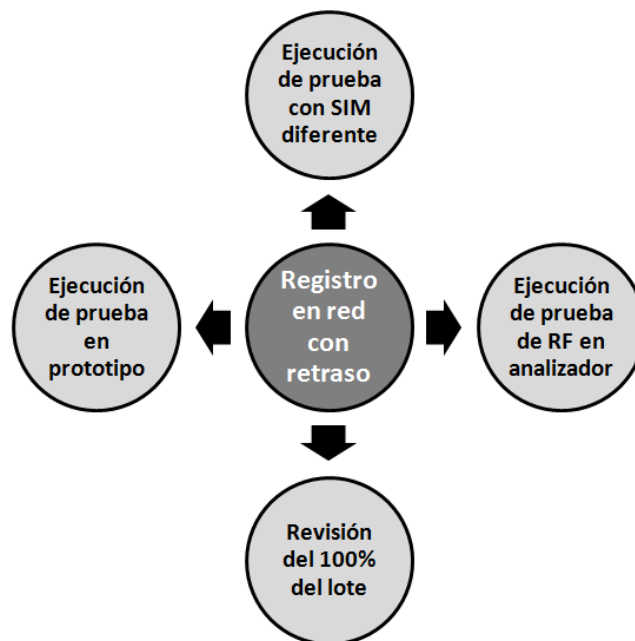 Ejecución
de prueba
con SIM
diferente
Ejecución
de prueba
en
prototipo
Registro
en red
con
retraso
Ejecución
de prueba
de RF en
analizador
Revisión
del 100%
del lote